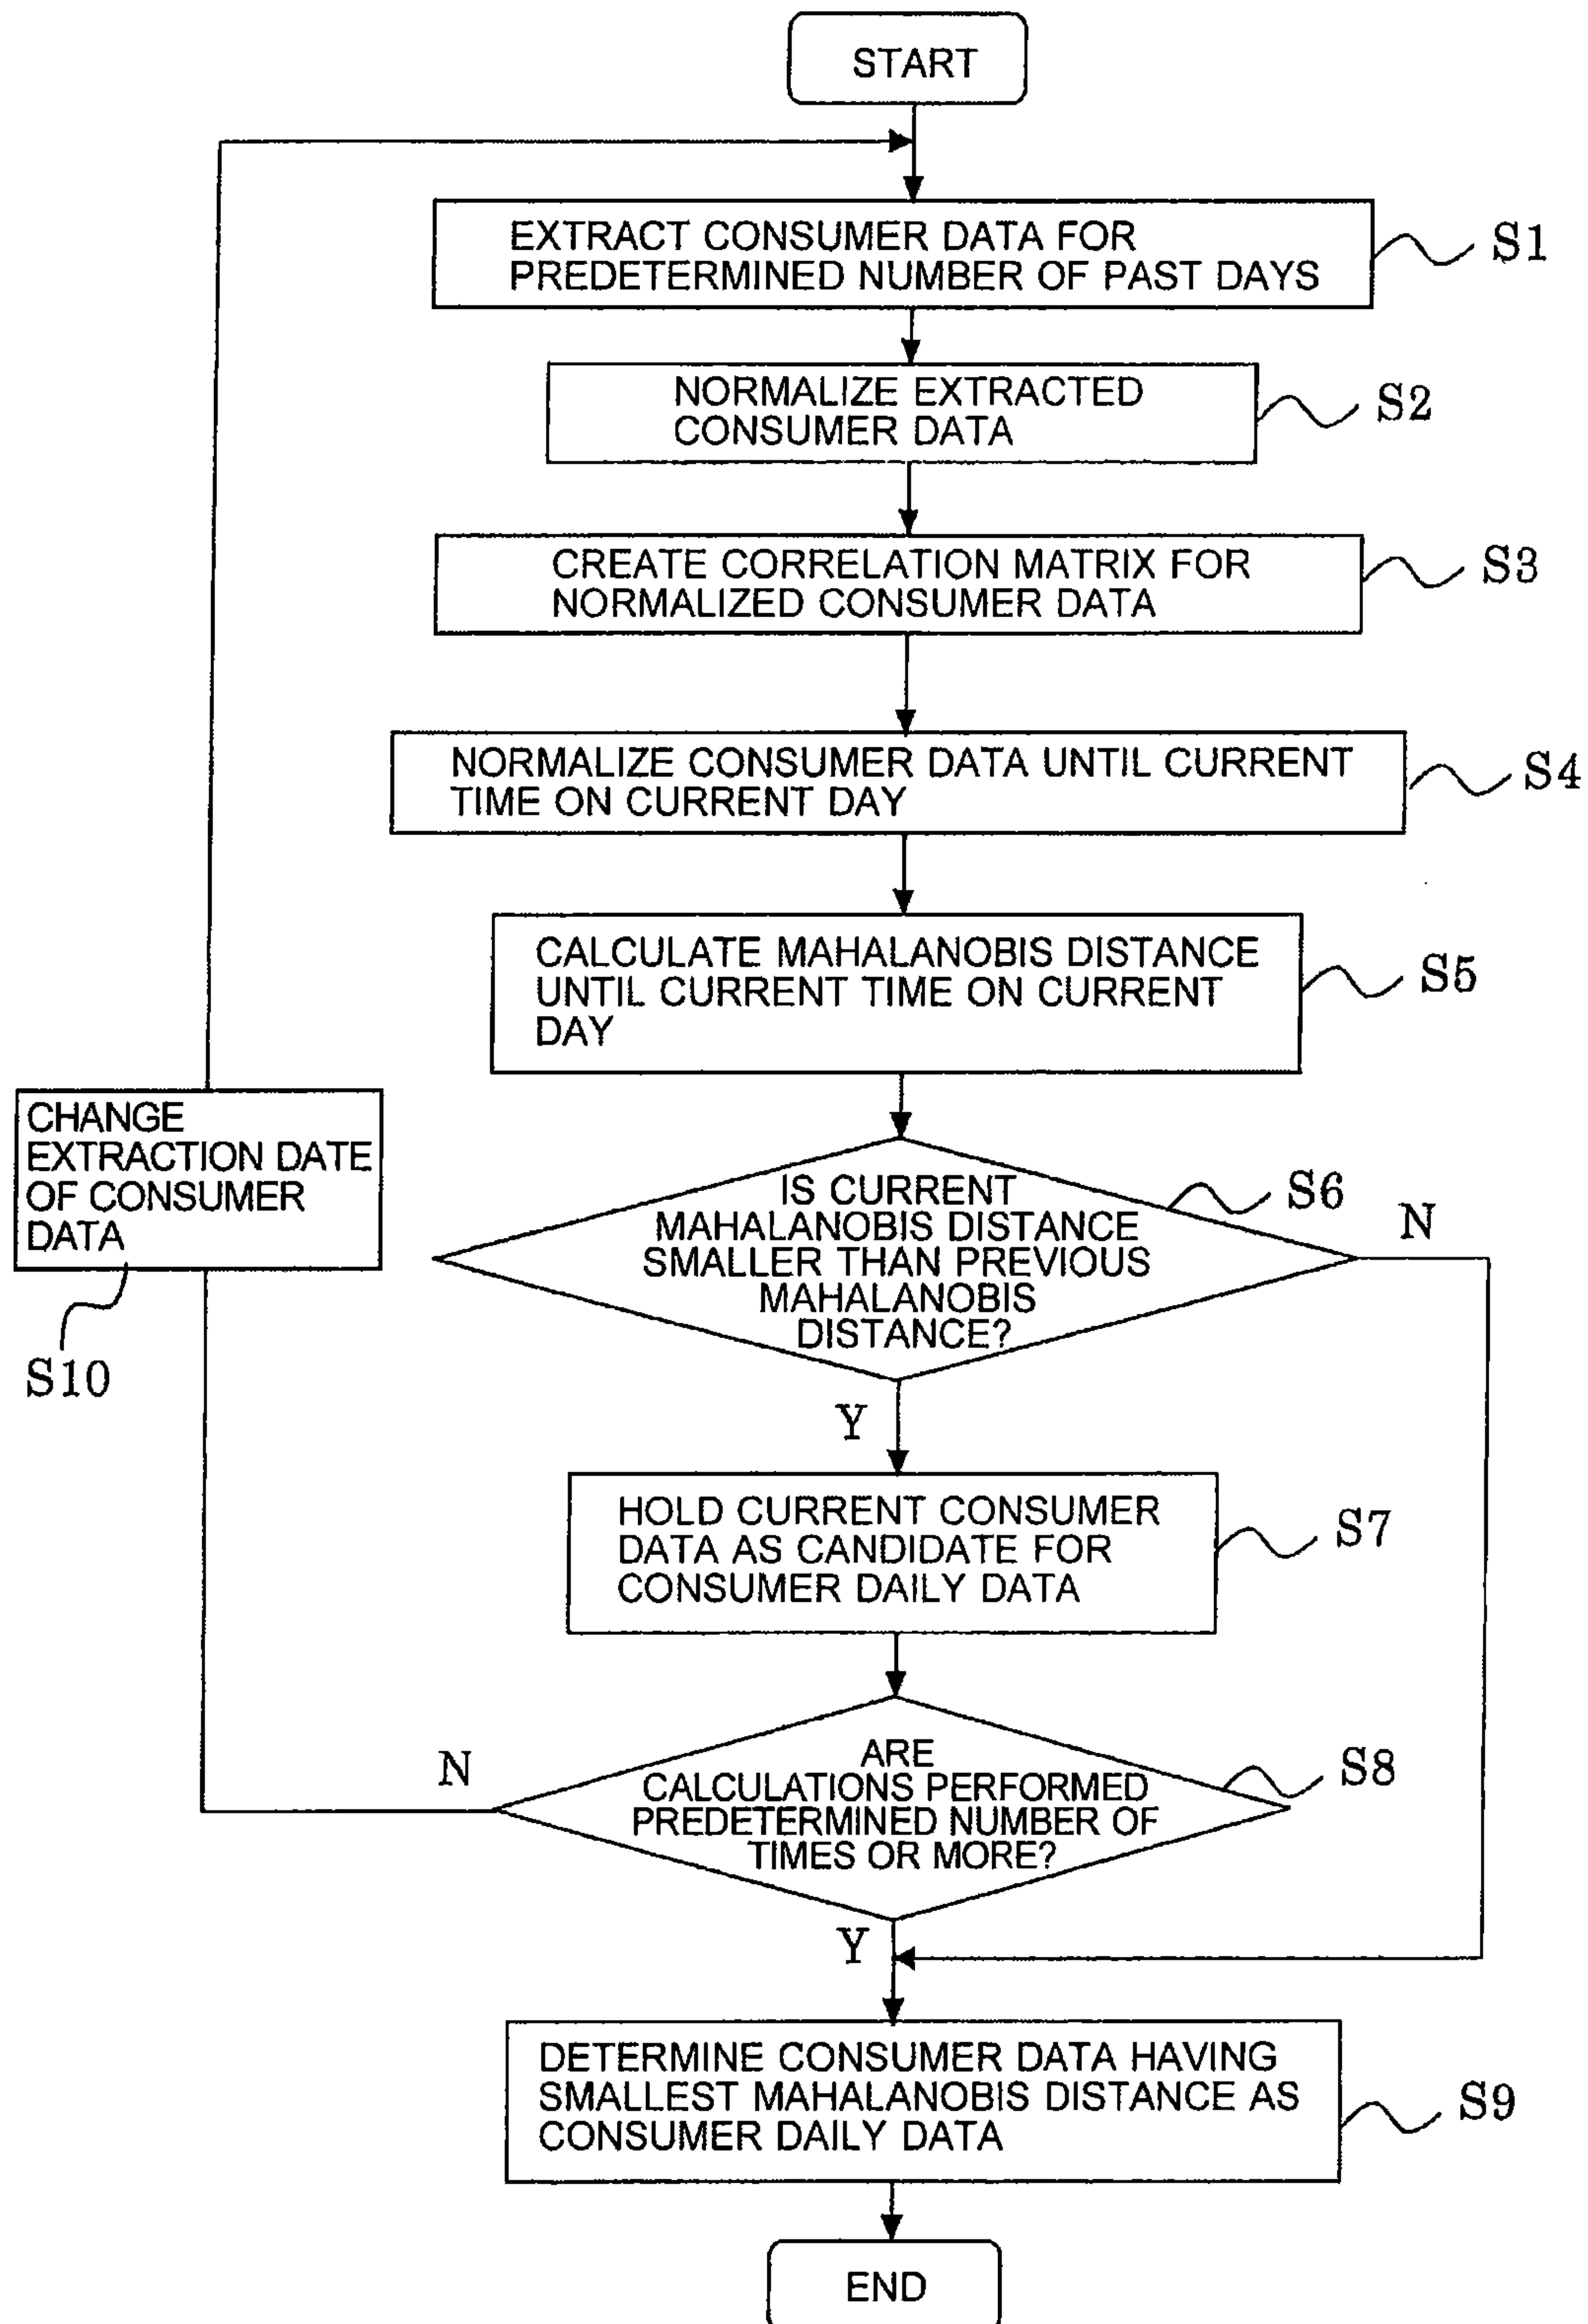 START
EXTRACT CONSUMER DATA FOR
PREDETERMINED NUMBER OF PAST DAYS
S1
NORMALIZE EXTRACTED
CONSUMER DATA
S2
CREATE CORRELATION MATRIX FOR
NORMALIZED CONSUMER DATA
S3
NORMALIZE CONSUMER DATA UNTIL CURRENT
TIME ON CURRENT DAY
S4
CALCULATE MAHALANOBIS DISTANCE
UNTIL CURRENT TIME ON CURRENT
DAY
S5
CHANGE
EXTRACTION DATE
OF CONSUMER
DATA
S10
IS CURRENT
MAHALANOBIS DISTANCE
SMALLER THAN PREVIOUS
MAHALANOBIS
DISTANCE?
S6
N
Y
HOLD CURRENT CONSUMER
DATA AS CANDIDATE FOR
CONSUMER DAILY DATA
S7
N
ARE
CALCULATIONS PERFORMED
PREDETERMINED NUMBER OF
TIMES OR MORE?
S8
Y
DETERMINE CONSUMER DATA HAVING
SMALLEST MAHALANOBIS DISTANCE AS
CONSUMER DAILY DATA
S9
END